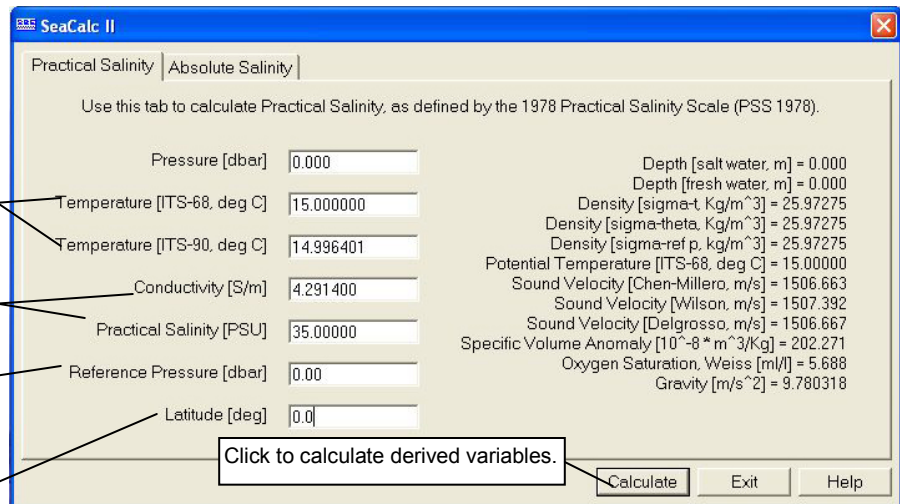 SeaCalc II
Practical Salinity
Absolute Salinity
Use this tab to calculate Practical Salinity, as defined by the 1978 Practical Salinity Scale (PSS 1978).
Pressure [dbar] 0.000
Temperature [ITS-68, deg C] 15.000000
Temperature [ITS-90, deg C] 14.996401
Conductivity [S/m] 4.291400
Practical Salinity [PSU] 35.00000
Reference Pressure [dbar] 0.00
Latitude [deg] 0.0
Depth [salt water, m] = 0.000
Depth [fresh water, m] = 0.000
Density [sigma-t, Kg/m^3] = 25.97275
Density [sigma-theta, Kg/m^3] = 25.97275
Density [sigma-ref p, kg/m^3] = 25.97275
Potential Temperature [ITS-68, deg C] = 15.00000
Sound Velocity [Chen-Millero, m/s] = 1506.663
Sound Velocity [Wilson, m/s] = 1507.392
Sound Velocity [Delgrosso, m/s] = 1506.667
Specific Volume Anomaly [10^-8 * m^3/Kg] = 202.271
Oxygen Saturation, Weiss [ml/l] = 5.688
Gravity [m/s^2] = 9.780318
Click to calculate derived variables.
Calculate
Exit
Help